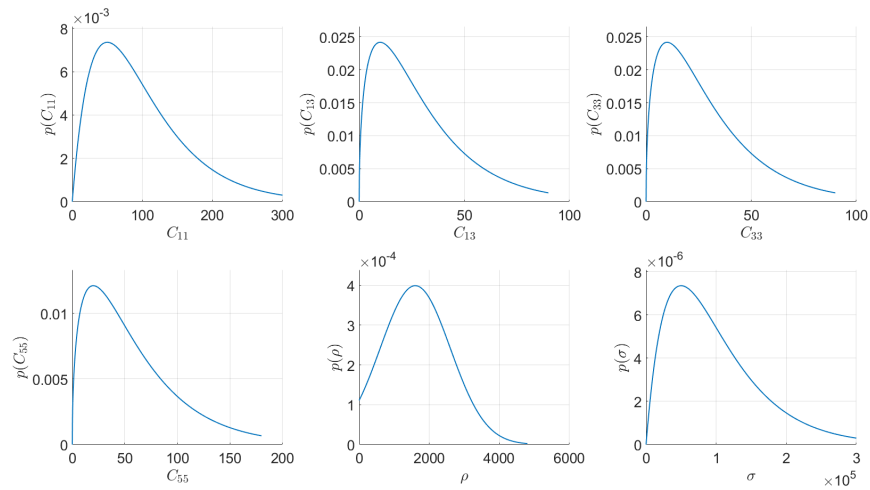 ×10⁻³
8
6
4
2
0
p(C₁₁)
0 100 200 300
C₁₁
0.025
0.02
0.015
0.01
0.005
0
p(C₁₃)
0 50 100
C₁₃
0.025
0.02
0.015
0.01
0.005
0
p(C₃₃)
0 50 100
C₃₃
0.01
0.005
0
p(C₅₅)
0 50 100 150 200
C₅₅
×10⁻⁴
4
3
2
1
0
p(ρ)
0 2000 4000 6000
ρ
×10⁻⁶
8
6
4
2
0
p(σ)
0 1 2 3
σ
×10⁵